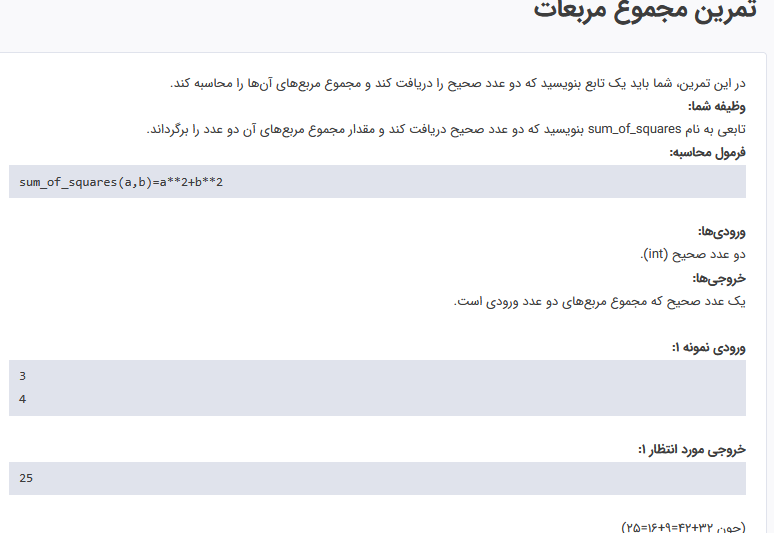 تمرین مجموع مربعات
در این تمرین، شما باید یک تابع بنویسید که دو عدد صحیح را دریافت کند و مجموع مربع‌های آن‌ها را محاسبه کند.
وظیفه شما:
تابعی به نام sum_of_squares بنویسید که دو عدد صحیح دریافت کند و مقدار مجموع مربع‌های آن دو عدد را برگرداند.
فرمول محاسبه:
sum_of_squares(a,b)=a**2+b**2
ورودی‌ها:
دو عدد صحیح (int).
خروجی‌ها:
یک عدد صحیح که مجموع مربع‌های دو عدد ورودی است.
ورودی نمونه ۱:
3
4
خروجی مورد انتظار ۱:
25
(چون ۳۲+۴۲=۹+۱۶=۲۵)